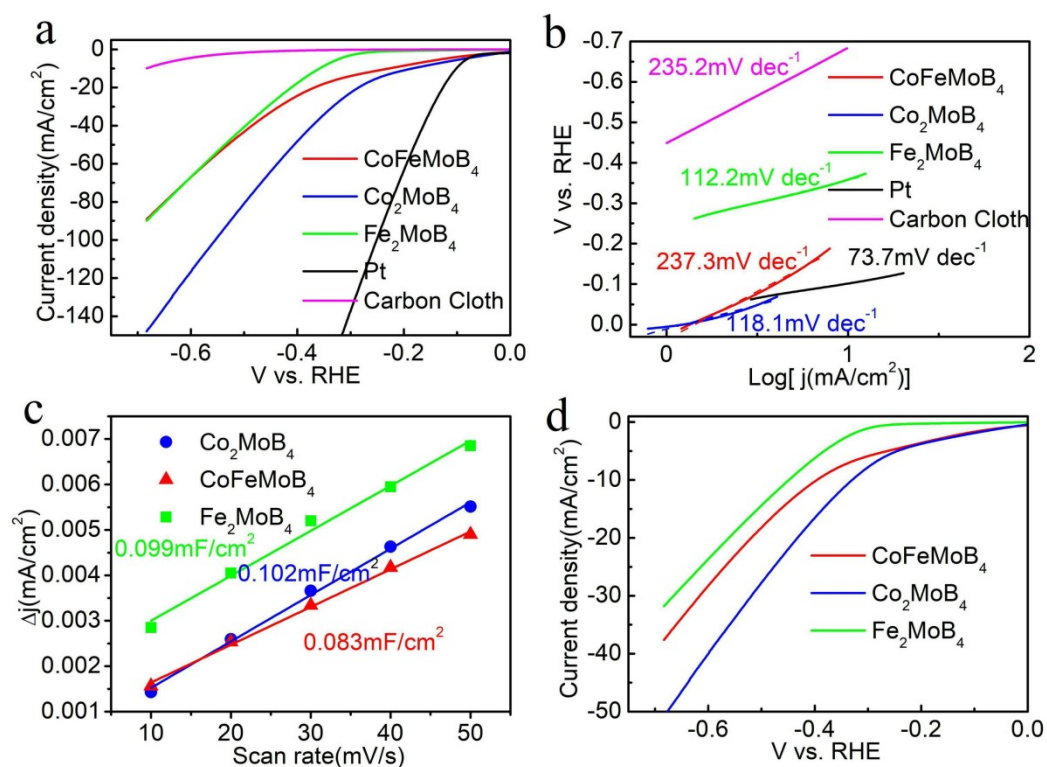 a
0
-20
-40
-60
-80
-100
-120
-140
Current density(mA/cm²)
CoFeMoB₄
Co₂MoB₄
Fe₂MoB₄
Pt
Carbon Cloth
-0.6 -0.4 -0.2 0.0
V vs. RHE
b
-0.7
-0.6
-0.5
-0.4
-0.3
-0.2
-0.1
0.0
V vs. RHE
235.2mV dec⁻¹
CoFeMoB₄
Co₂MoB₄
Fe₂MoB₄
112.2mV dec⁻¹
Pt
Carbon Cloth
237.3mV dec⁻¹
73.7mV dec⁻¹
118.1mV dec⁻¹
0 1 2
Log[ j(mA/cm²)]
c
0.007
0.006
0.005
0.004
0.003
0.002
0.001
Δj(mA/cm²)
Co₂MoB₄
CoFeMoB₄
Fe₂MoB₄
0.099mF/cm²
0.102mF/cm²
0.083mF/cm²
10 20 30 40 50
Scan rate(mV/s)
d
0
-10
-20
-30
-40
-50
Current density(mA/cm²)
CoFeMoB₄
Co₂MoB₄
Fe₂MoB₄
-0.6 -0.4 -0.2 0.0
V vs. RHE